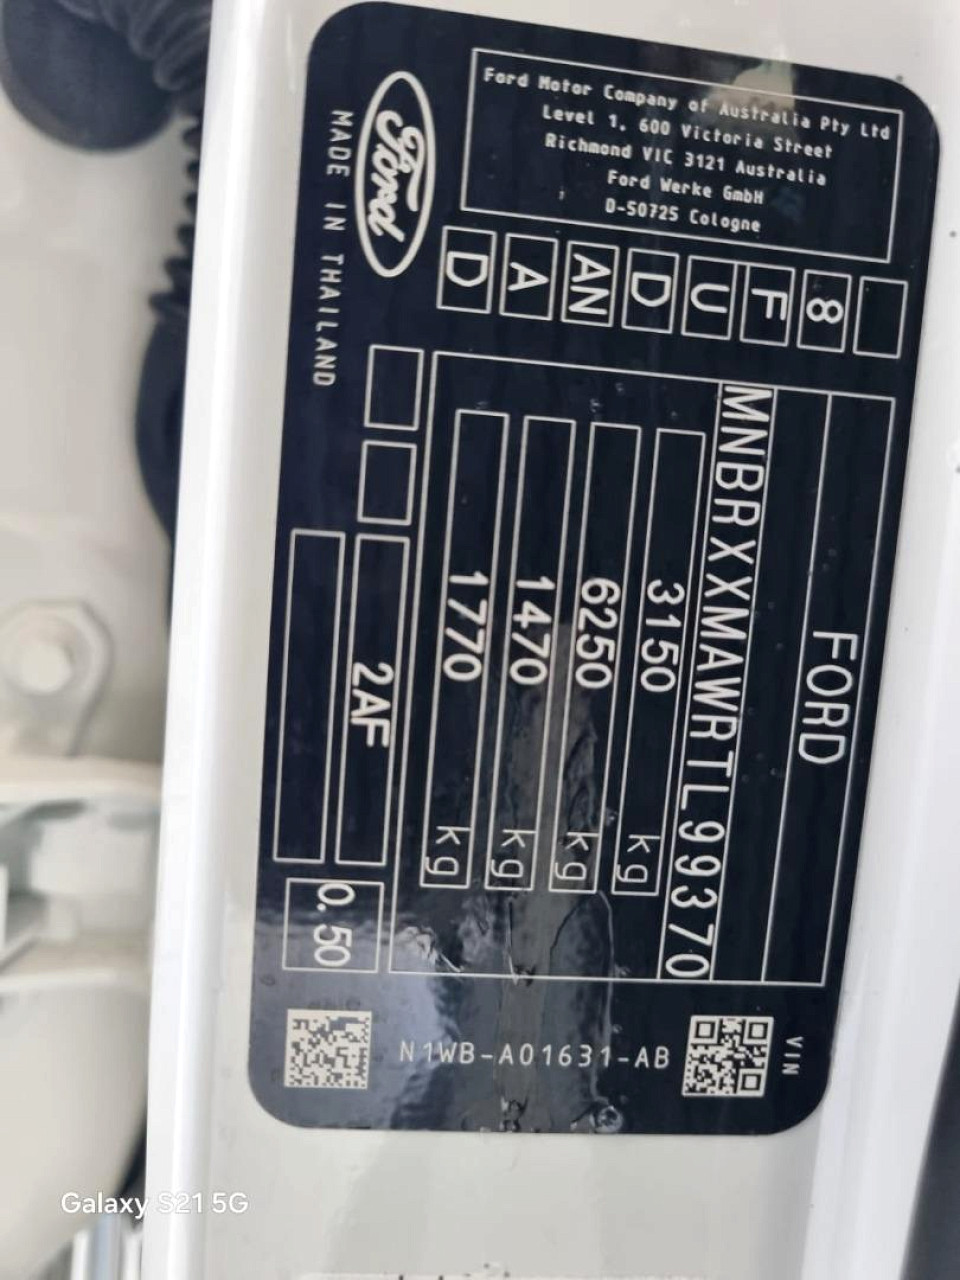 Ford Motor Company of Australia Pty Ltd
Level 1, 600 Victoria Street
Richmond VIC 3121 Australia
Ford Werke GmbH
D-50725 Cologne
Ford
MADE IN THAILAND
8 F U D AN A D
FORD
MNBRXXMAWRTL99370
3150 kg
6250 kg
1470 kg
1770 kg
2AF
0.50
VIN
N1WB-A01631-AB
Galaxy S21 5G